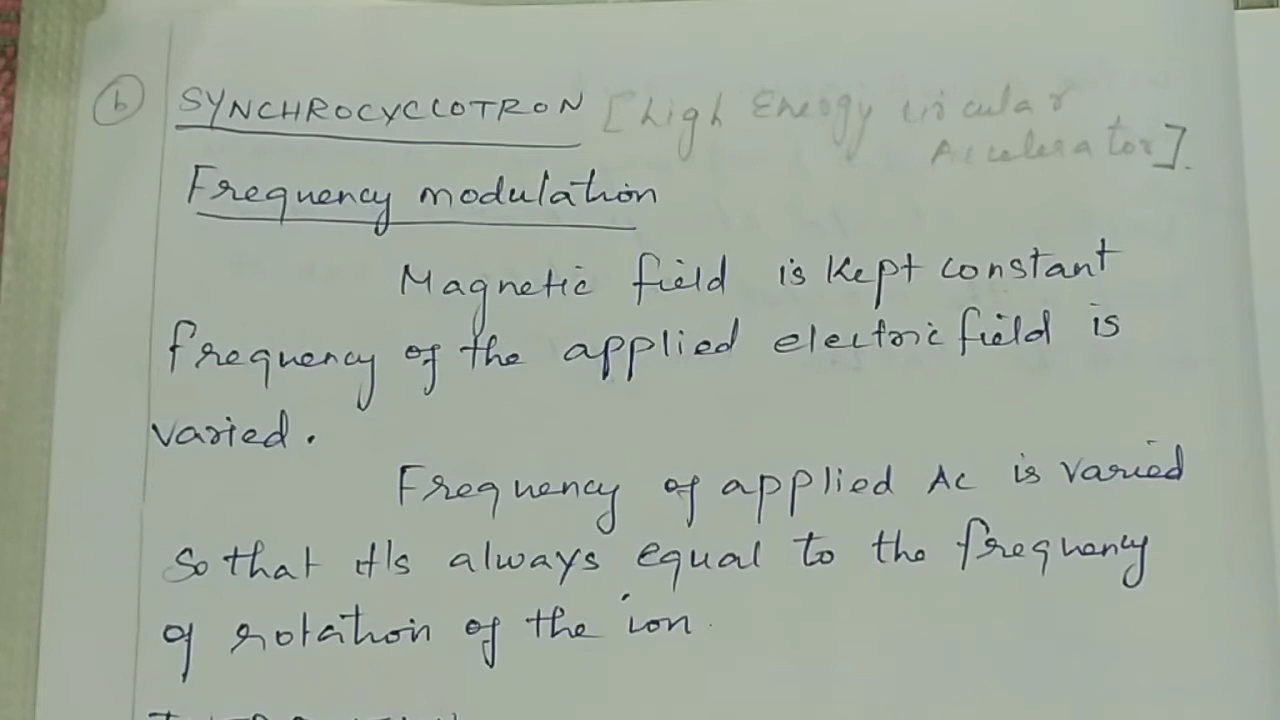 b SYNCHROCYCLOTRON [high Energy circular
Accelerator].
Frequency modulation
Magnetic field is kept constant
frequency of the applied electric field is
varied.
Frequency of applied AC is varied
so that it is always equal to the frequency
of rotation of the ion.